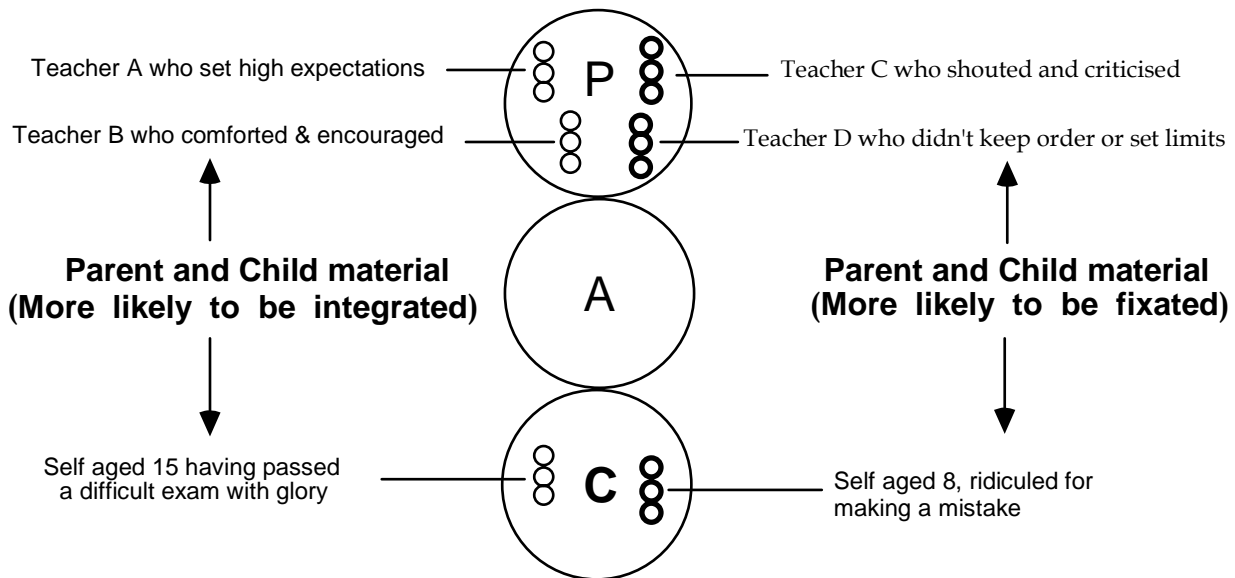 Teacher A who set high expectations
P
Teacher C who shouted and criticised
Teacher B who comforted & encouraged
Teacher D who didn't keep order or set limits
Parent and Child material
(More likely to be integrated)
A
Parent and Child material
(More likely to be fixated)
Self aged 15 having passed
a difficult exam with glory
C
Self aged 8, ridiculed for
making a mistake